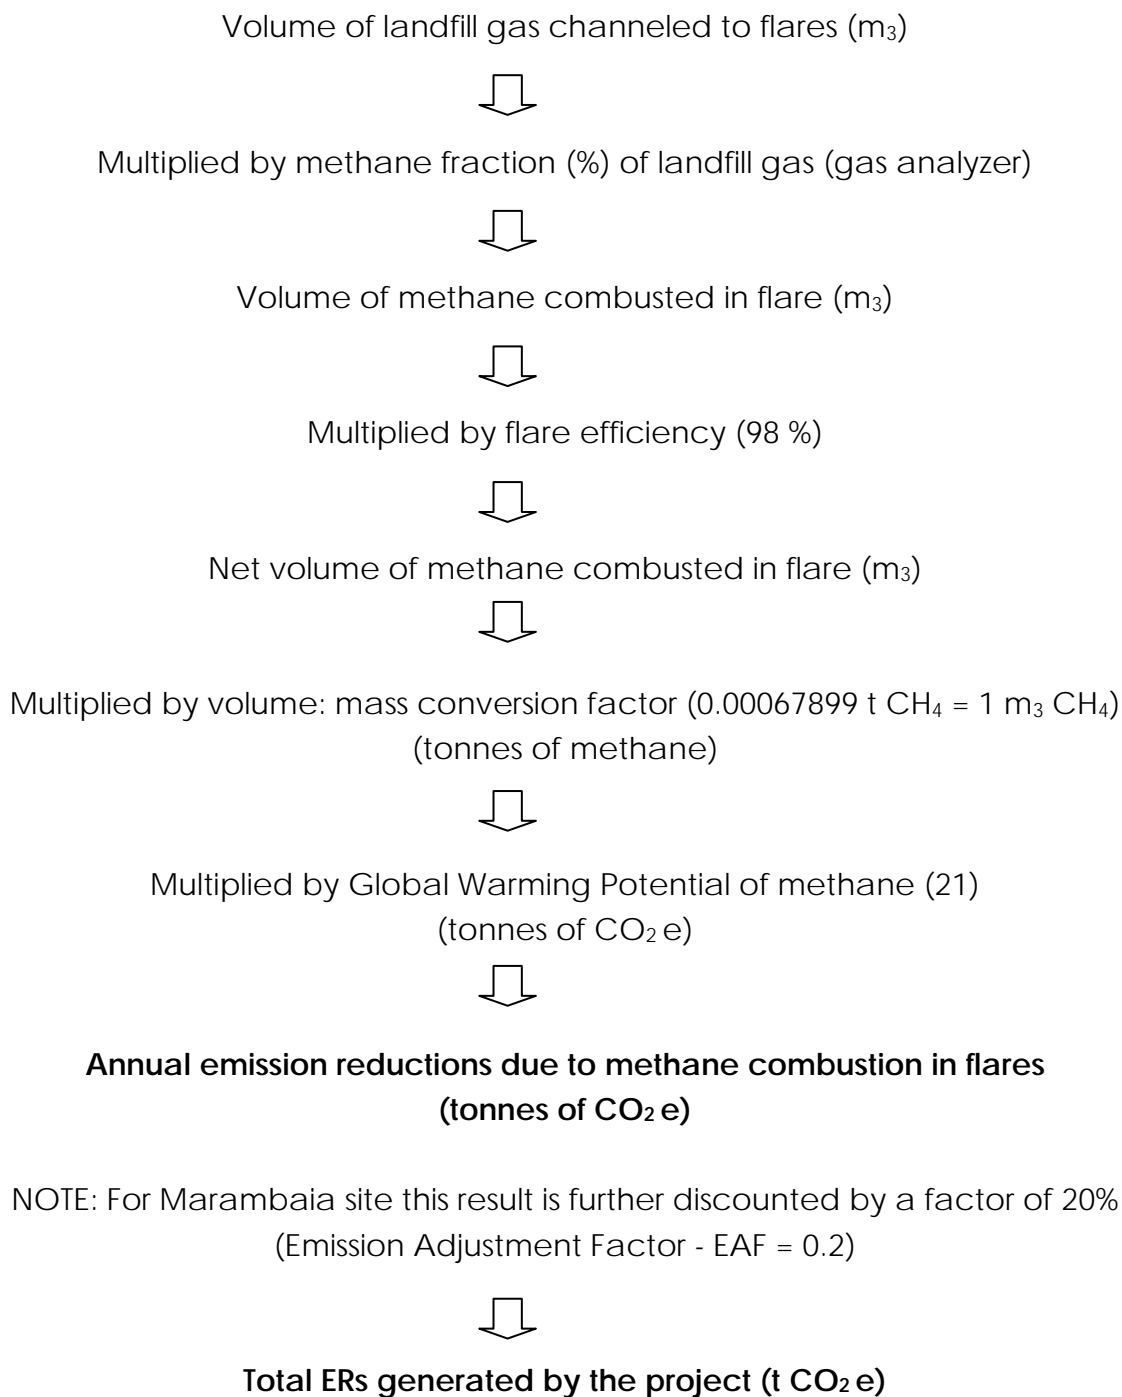 Volume of landfill gas channeled to flares (m₃)
Multiplied by methane fraction (%) of landfill gas (gas analyzer)
Volume of methane combusted in flare (m₃)
Multiplied by flare efficiency (98 %)
Net volume of methane combusted in flare (m₃)
Multiplied by volume: mass conversion factor (0.00067899 t CH₄ = 1 m₃ CH₄)
(tonnes of methane)
Multiplied by Global Warming Potential of methane (21)
(tonnes of CO₂ e)
Annual emission reductions due to methane combustion in flares
(tonnes of CO₂ e)
NOTE: For Marambaia site this result is further discounted by a factor of 20%
(Emission Adjustment Factor - EAF = 0.2)
Total ERs generated by the project (t CO₂ e)